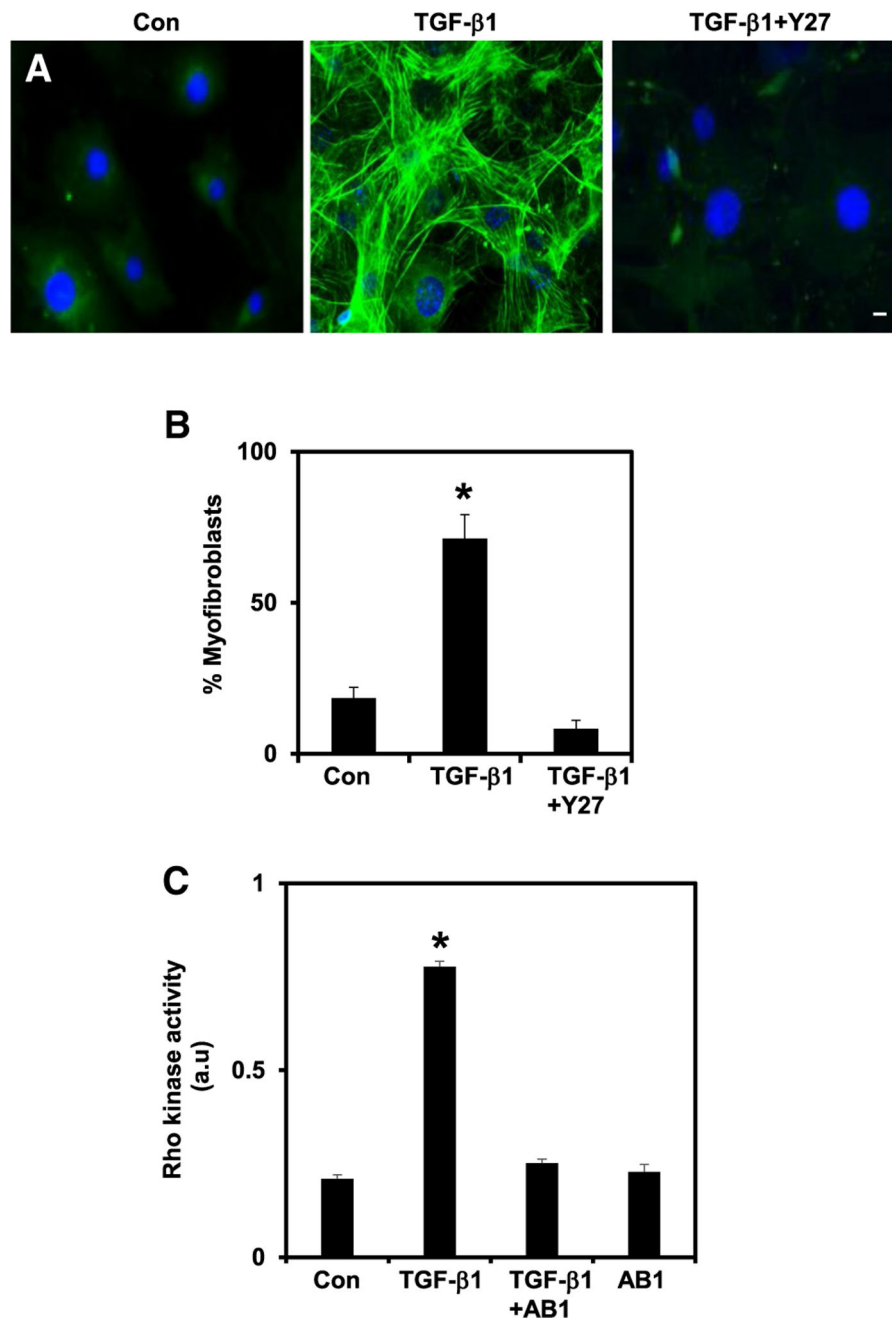 Con TGF-β1 TGF-β1+Y27
A
B
100
*
% Myofibroblasts
50
0
Con TGF-β1 TGF-β1
+Y27
C
1
*
Rho kinase activity
(a.u)
0.5
0
Con TGF-β1 TGF-β1 AB1
+AB1